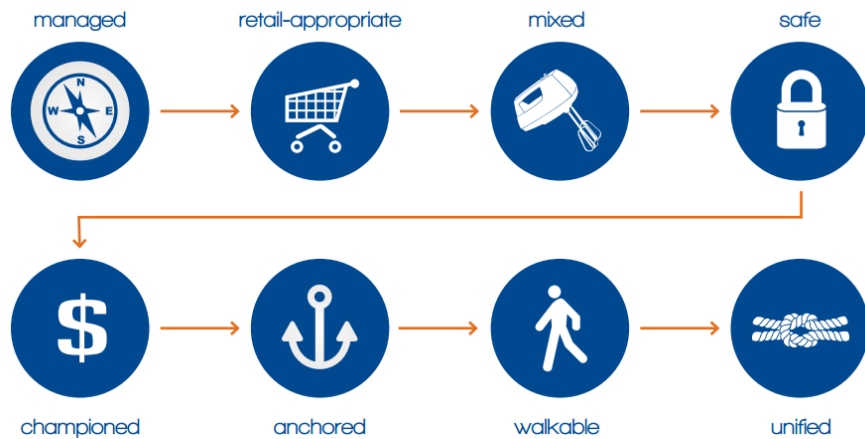 managed
retail-appropriate
mixed
safe
N
W E
S
$
championed
anchored
walkable
unified